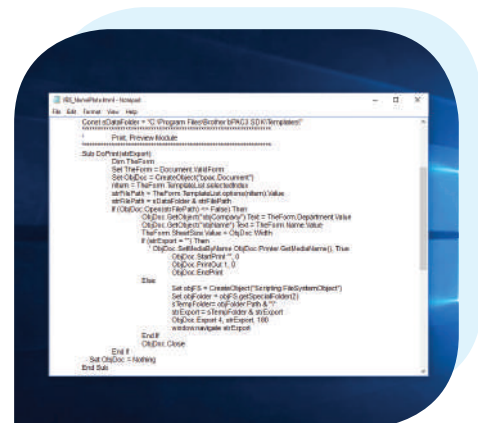 VBS_NamePlate.html - Notepad
File Edit Format View Help
Const sDataFolder = "C:\Program Files\Brother bPAC3 SDK\Templates\"
' Print, Preview Module
Sub DoPrint(strExport)
Dim TheForm
Set TheForm = Document.ValidForm
Set ObjDoc = CreateObject("bpac.Document")
nItem = TheForm.TemplateList.selectedIndex
strFilePath = TheForm.TemplateList.options(nItem).Value
strFilePath = sDataFolder & strFilePath
If (ObjDoc.Open(strFilePath) <> False) Then
ObjDoc.GetObject("objCompany").Text = TheForm.Department.Value
ObjDoc.GetObject("objName").Text = TheForm.Name.Value
TheForm.SheetSize.Value = ObjDoc.Width
If (strExport = "") Then
' ObjDoc.SetMediaByName ObjDoc.Printer.GetMediaName(), True
ObjDoc.StartPrint "", 0
ObjDoc.PrintOut 1, 0
ObjDoc.EndPrint
Else
Set objFS = CreateObject("Scripting.FileSystemObject")
Set objFolder = objFS.getSpecialFolder(2)
sTempFolder= objFolder.Path & "\"
strExport = sTempFolder & strExport
ObjDoc.Export 4, strExport, 180
window.navigate strExport
End If
ObjDoc.Close
End If
Set ObjDoc = Nothing
End Sub